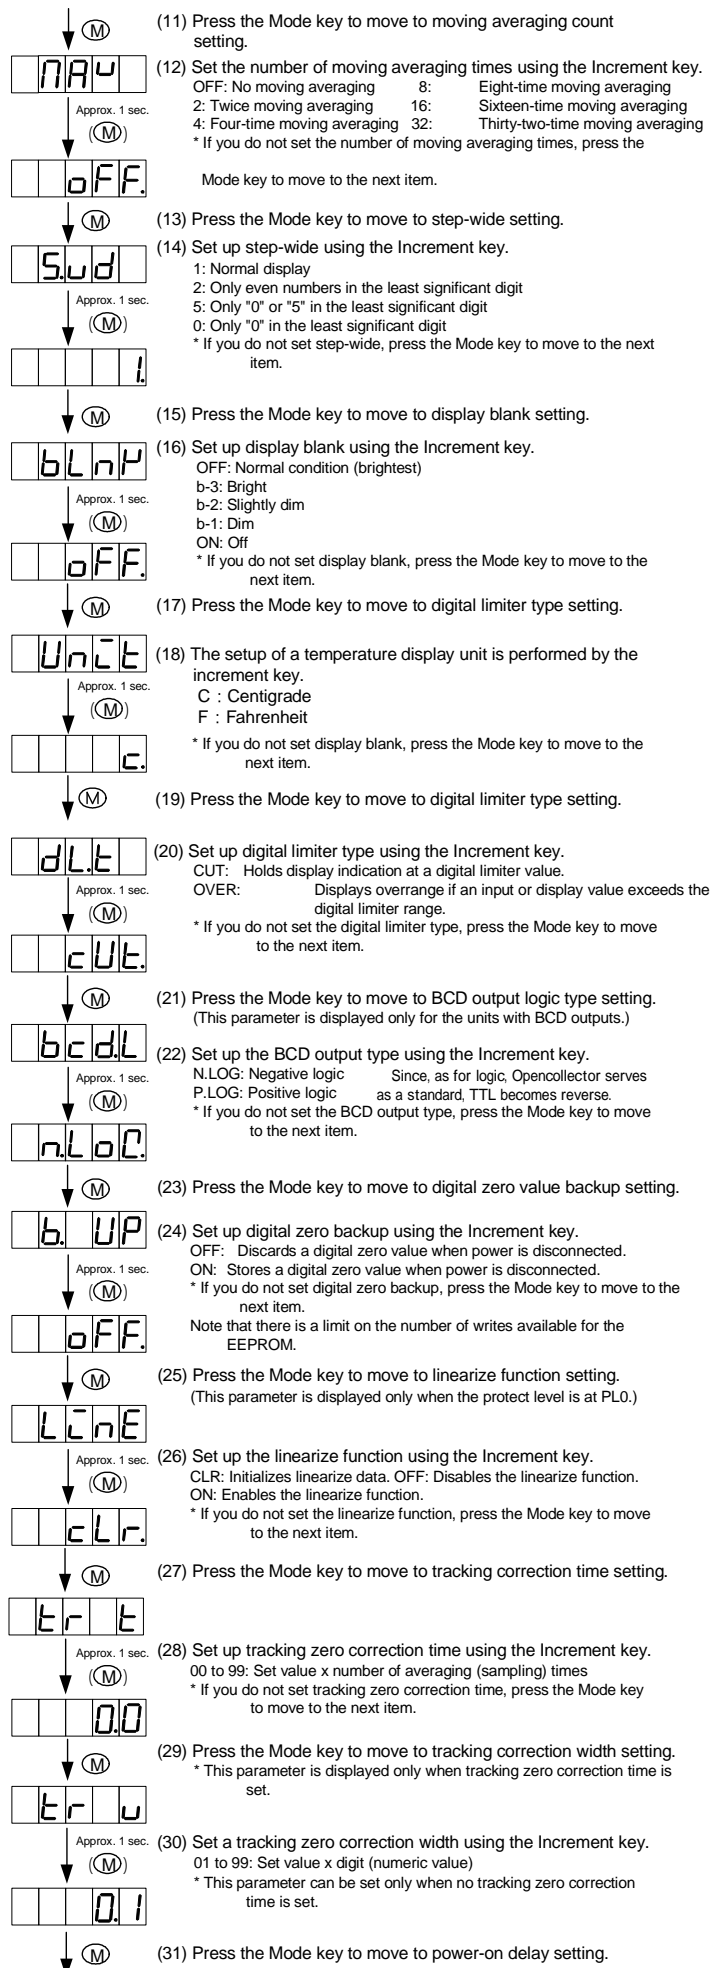 (M)
(11) Press the Mode key to move to moving averaging count
setting.
MAv
(12) Set the number of moving averaging times using the Increment key.
OFF: No moving averaging 8: Eight-time moving averaging
2: Twice moving averaging 16: Sixteen-time moving averaging
4: Four-time moving averaging 32: Thirty-two-time moving averaging
* If you do not set the number of moving averaging times, press the
Mode key to move to the next item.
Approx. 1 sec.
(M)
oFF.
M
(13) Press the Mode key to move to step-wide setting.
S.ud
(14) Set up step-wide using the Increment key.
1: Normal display
2: Only even numbers in the least significant digit
5: Only "0" or "5" in the least significant digit
0: Only "0" in the least significant digit
* If you do not set step-wide, press the Mode key to move to the next
item.
Approx. 1 sec.
(M)
1.
M
(15) Press the Mode key to move to display blank setting.
bLnK
(16) Set up display blank using the Increment key.
OFF: Normal condition (brightest)
b-3: Bright
b-2: Slightly dim
b-1: Dim
ON: Off
* If you do not set display blank, press the Mode key to move to the
next item.
Approx. 1 sec.
(M)
oFF.
M
(17) Press the Mode key to move to digital limiter type setting.
Unit
(18) The setup of a temperature display unit is performed by the
increment key.
C : Centigrade
F : Fahrenheit
* If you do not set display blank, press the Mode key to move to the
next item.
Approx. 1 sec.
(M)
c.
M
(19) Press the Mode key to move to digital limiter type setting.
dL.t
(20) Set up digital limiter type using the Increment key.
CUT: Holds display indication at a digital limiter value.
OVER: Displays overrange if an input or display value exceeds the
digital limiter range.
* If you do not set the digital limiter type, press the Mode key to move
to the next item.
Approx. 1 sec.
(M)
cUt.
M
(21) Press the Mode key to move to BCD output logic type setting.
(This parameter is displayed only for the units with BCD outputs.)
bcd.L
(22) Set up the BCD output type using the Increment key.
N.LOG: Negative logic Since, as for logic, Opencollector serves
P.LOG: Positive logic as a standard, TTL becomes reverse.
* If you do not set the BCD output type, press the Mode key to move
to the next item.
Approx. 1 sec.
(M)
n.LoG.
M
(23) Press the Mode key to move to digital zero value backup setting.
b. UP
(24) Set up digital zero backup using the Increment key.
OFF: Discards a digital zero value when power is disconnected.
ON: Stores a digital zero value when power is disconnected.
* If you do not set digital zero backup, press the Mode key to move to the
next item.
Note that there is a limit on the number of writes available for the
EEPROM.
Approx. 1 sec.
(M)
oFF.
M
(25) Press the Mode key to move to linearize function setting.
(This parameter is displayed only when the protect level is at PL0.)
LinE
(26) Set up the linearize function using the Increment key.
CLR: Initializes linearize data. OFF: Disables the linearize function.
ON: Enables the linearize function.
* If you do not set the linearize function, press the Mode key to move
to the next item.
Approx. 1 sec.
(M)
cLr.
M
(27) Press the Mode key to move to tracking correction time setting.
tr t
(28) Set up tracking zero correction time using the Increment key.
00 to 99: Set value x number of averaging (sampling) times
* If you do not set tracking zero correction time, press the Mode key
to move to the next item.
Approx. 1 sec.
(M)
0.0
M
(29) Press the Mode key to move to tracking correction width setting.
* This parameter is displayed only when tracking zero correction time is
set.
tr u
(30) Set a tracking zero correction width using the Increment key.
01 to 99: Set value x digit (numeric value)
* This parameter can be set only when no tracking zero correction
time is set.
Approx. 1 sec.
(M)
0.1
M
(31) Press the Mode key to move to power-on delay setting.